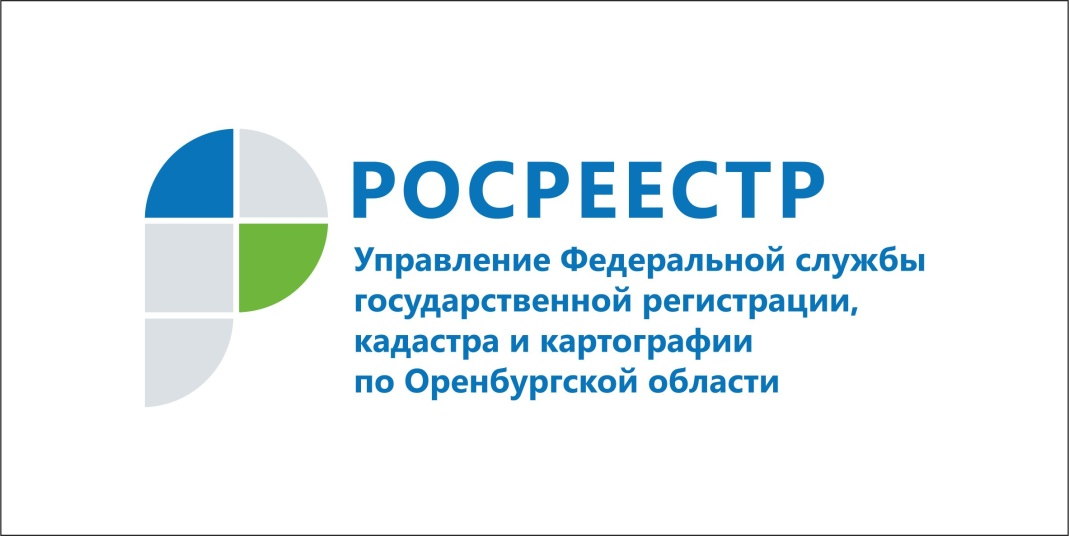 РОСРЕЕСТР
Управление Федеральной службы
государственной регистрации,
кадастра и картографии
по Оренбургской области